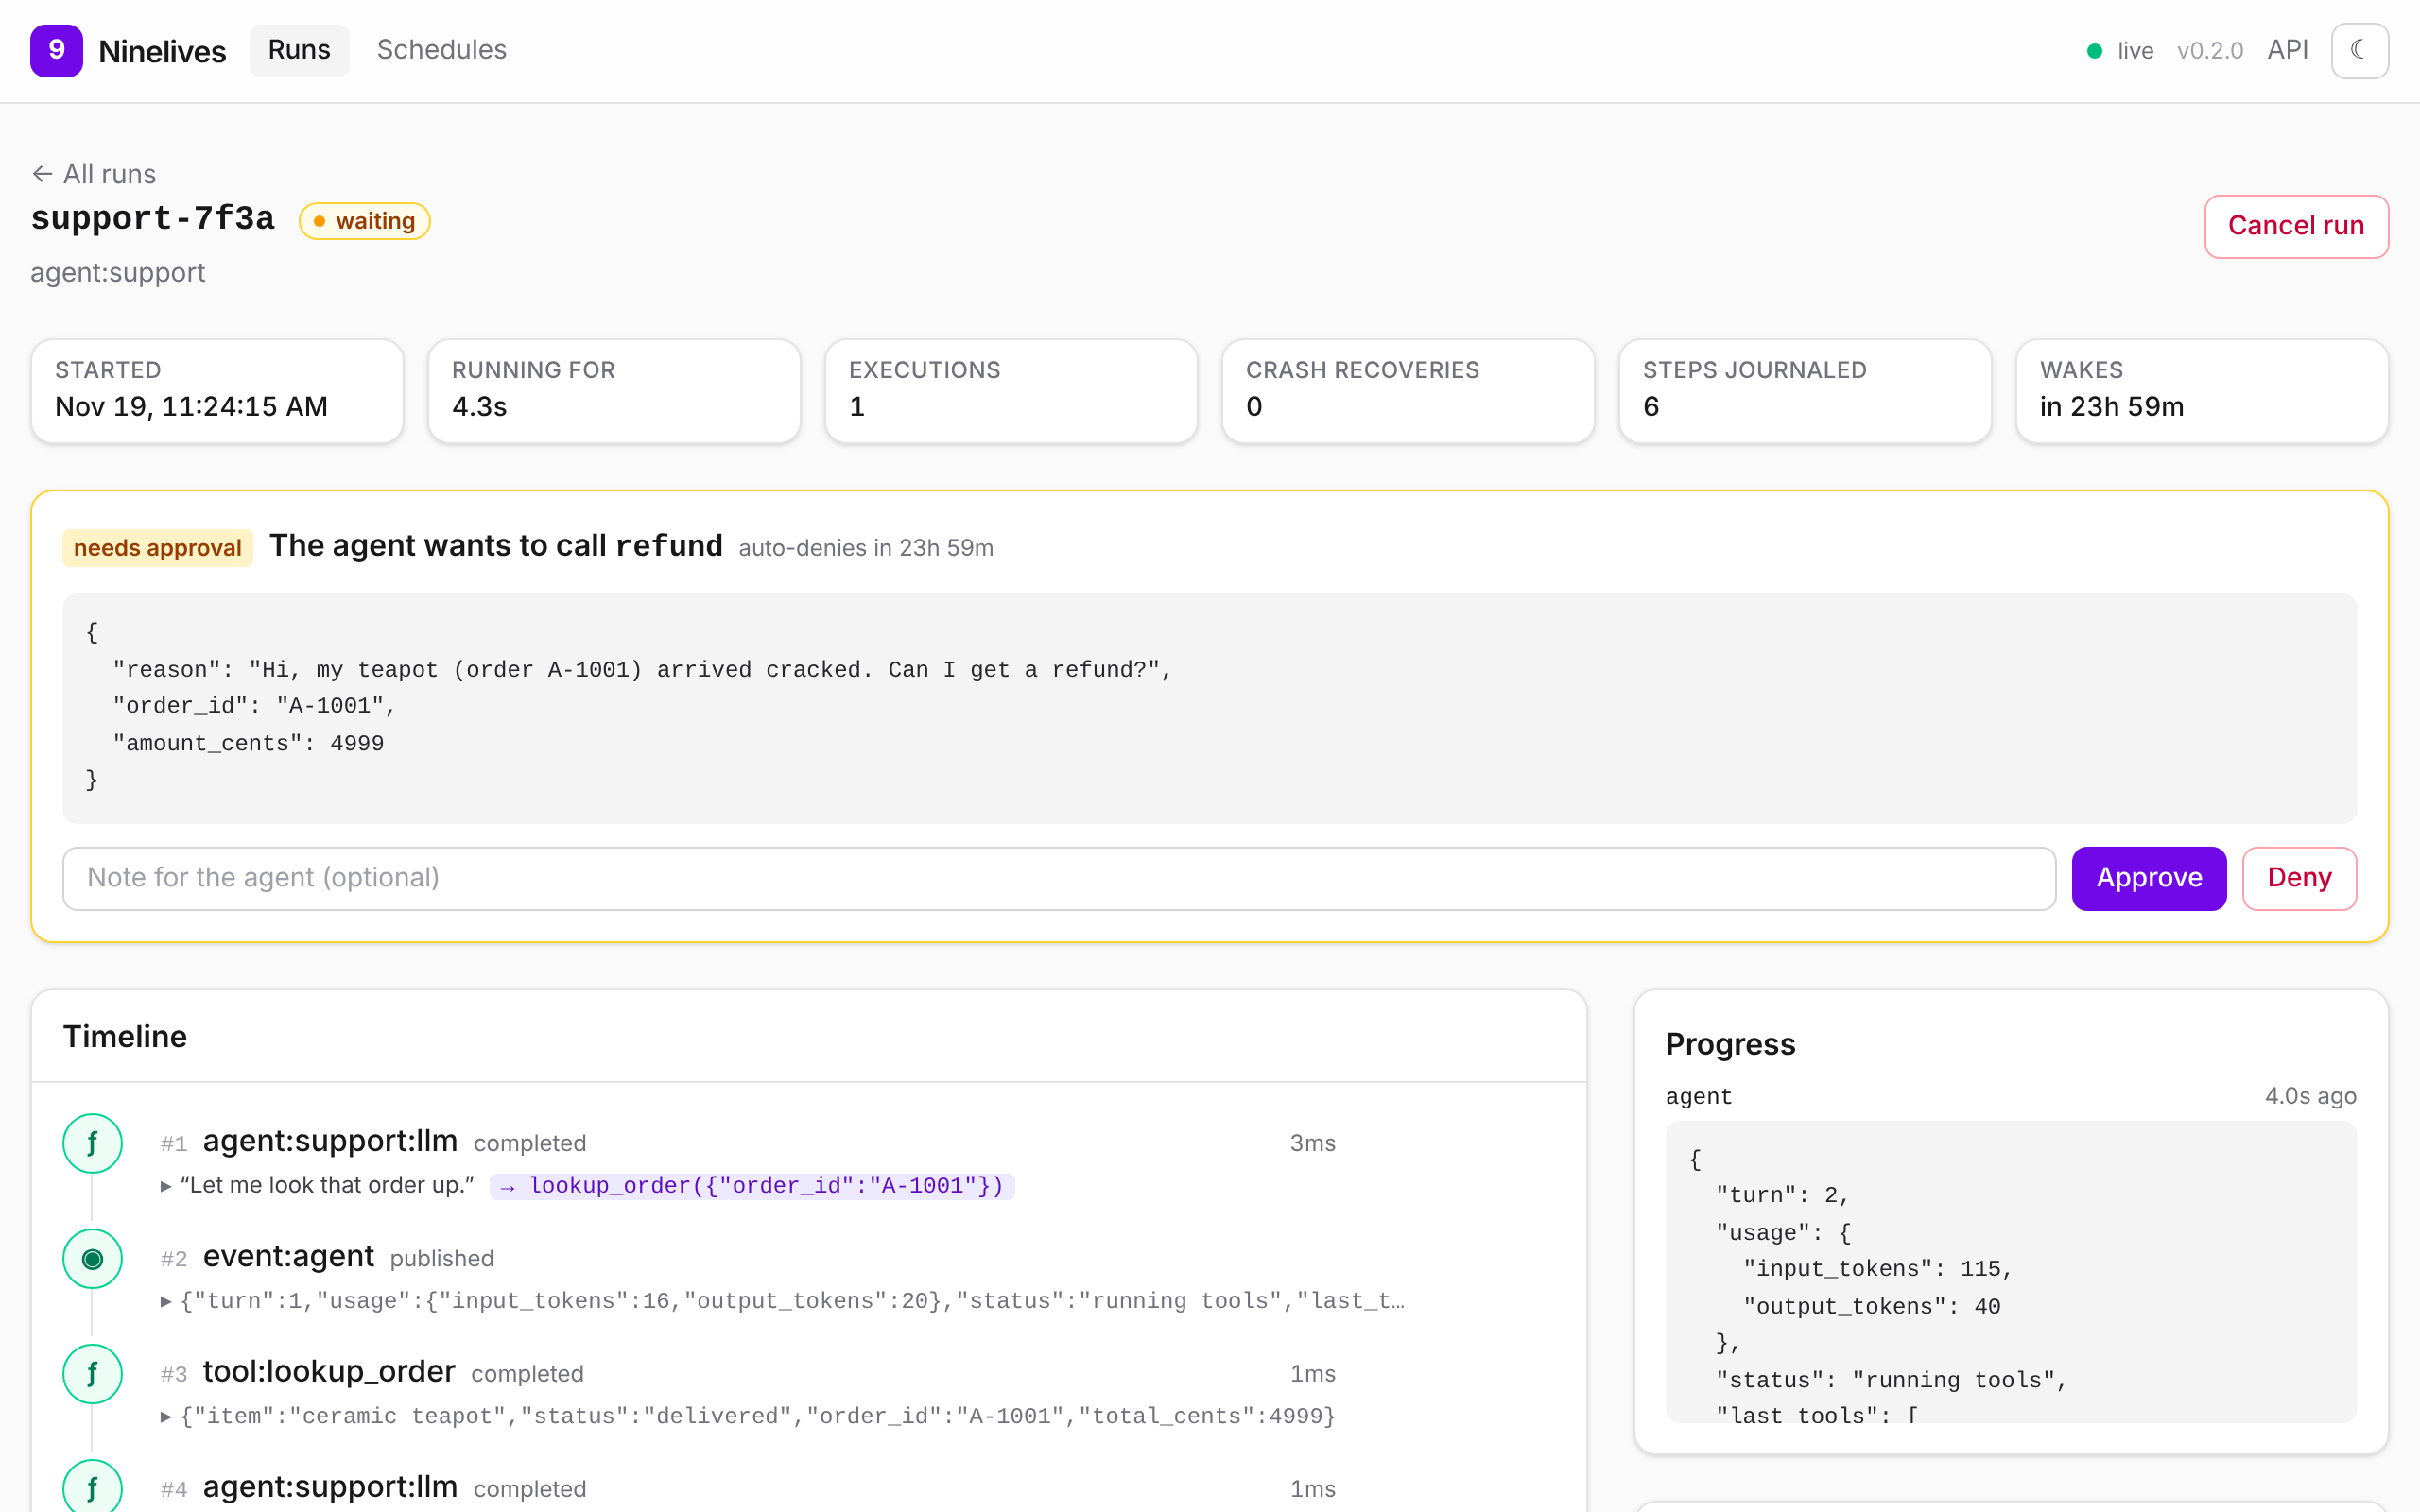 9 Ninelives Runs Schedules live v0.2.0 API
← All runs
support-7f3a waiting
Cancel run
agent:support
STARTED
Nov 19, 11:24:15 AM
RUNNING FOR
4.3s
EXECUTIONS
1
CRASH RECOVERIES
0
STEPS JOURNALED
6
WAKES
in 23h 59m
needs approval The agent wants to call refund auto-denies in 23h 59m
{
"reason": "Hi, my teapot (order A-1001) arrived cracked. Can I get a refund?",
"order_id": "A-1001",
"amount_cents": 4999
}
Note for the agent (optional) Approve Deny
Timeline
#1 agent:support:llm completed 3ms
▸ “Let me look that order up.” → lookup_order({"order_id":"A-1001"})
#2 event:agent published
▸ {"turn":1,"usage":{"input_tokens":16,"output_tokens":20},"status":"running tools","last_t…
#3 tool:lookup_order completed 1ms
▸ {"item":"ceramic teapot","status":"delivered","order_id":"A-1001","total_cents":4999}
#4 agent:support:llm completed 1ms
Progress
agent 4.0s ago
{
"turn": 2,
"usage": {
"input_tokens": 115,
"output_tokens": 40
},
"status": "running tools",
"last_tools": [